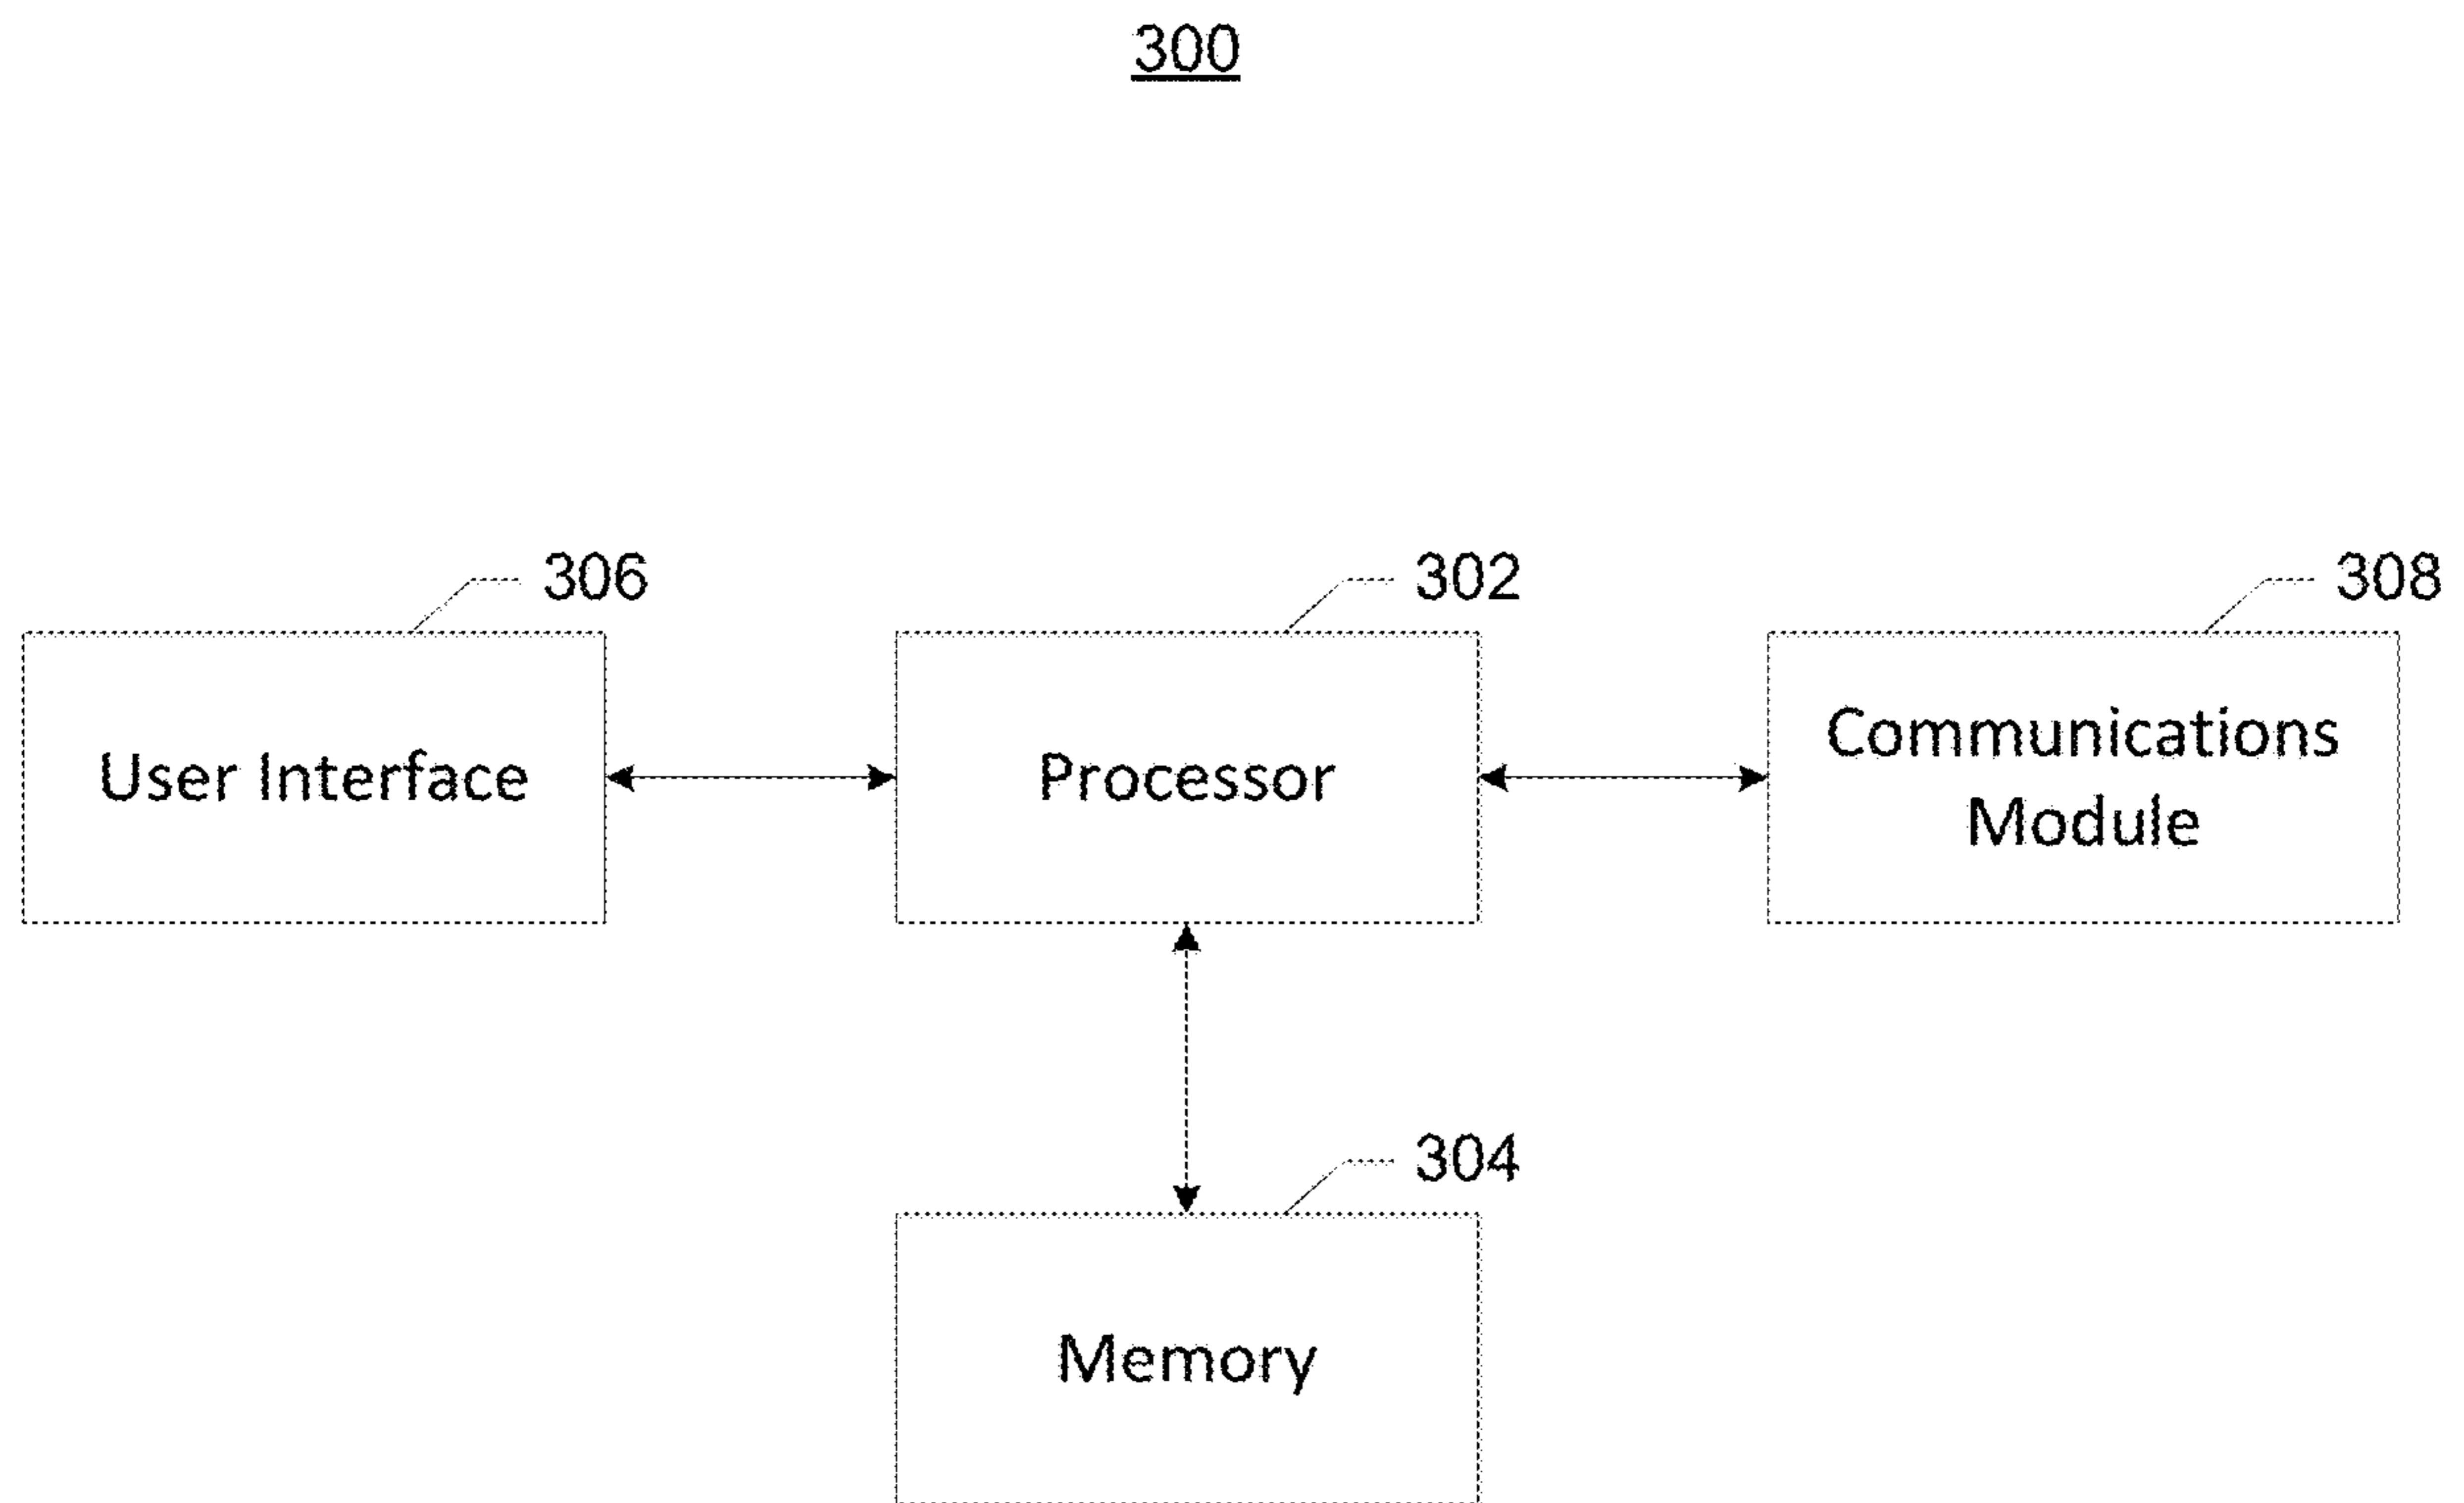 300
306
302
308
User Interface
Processor
Communications
Module
304
Memory